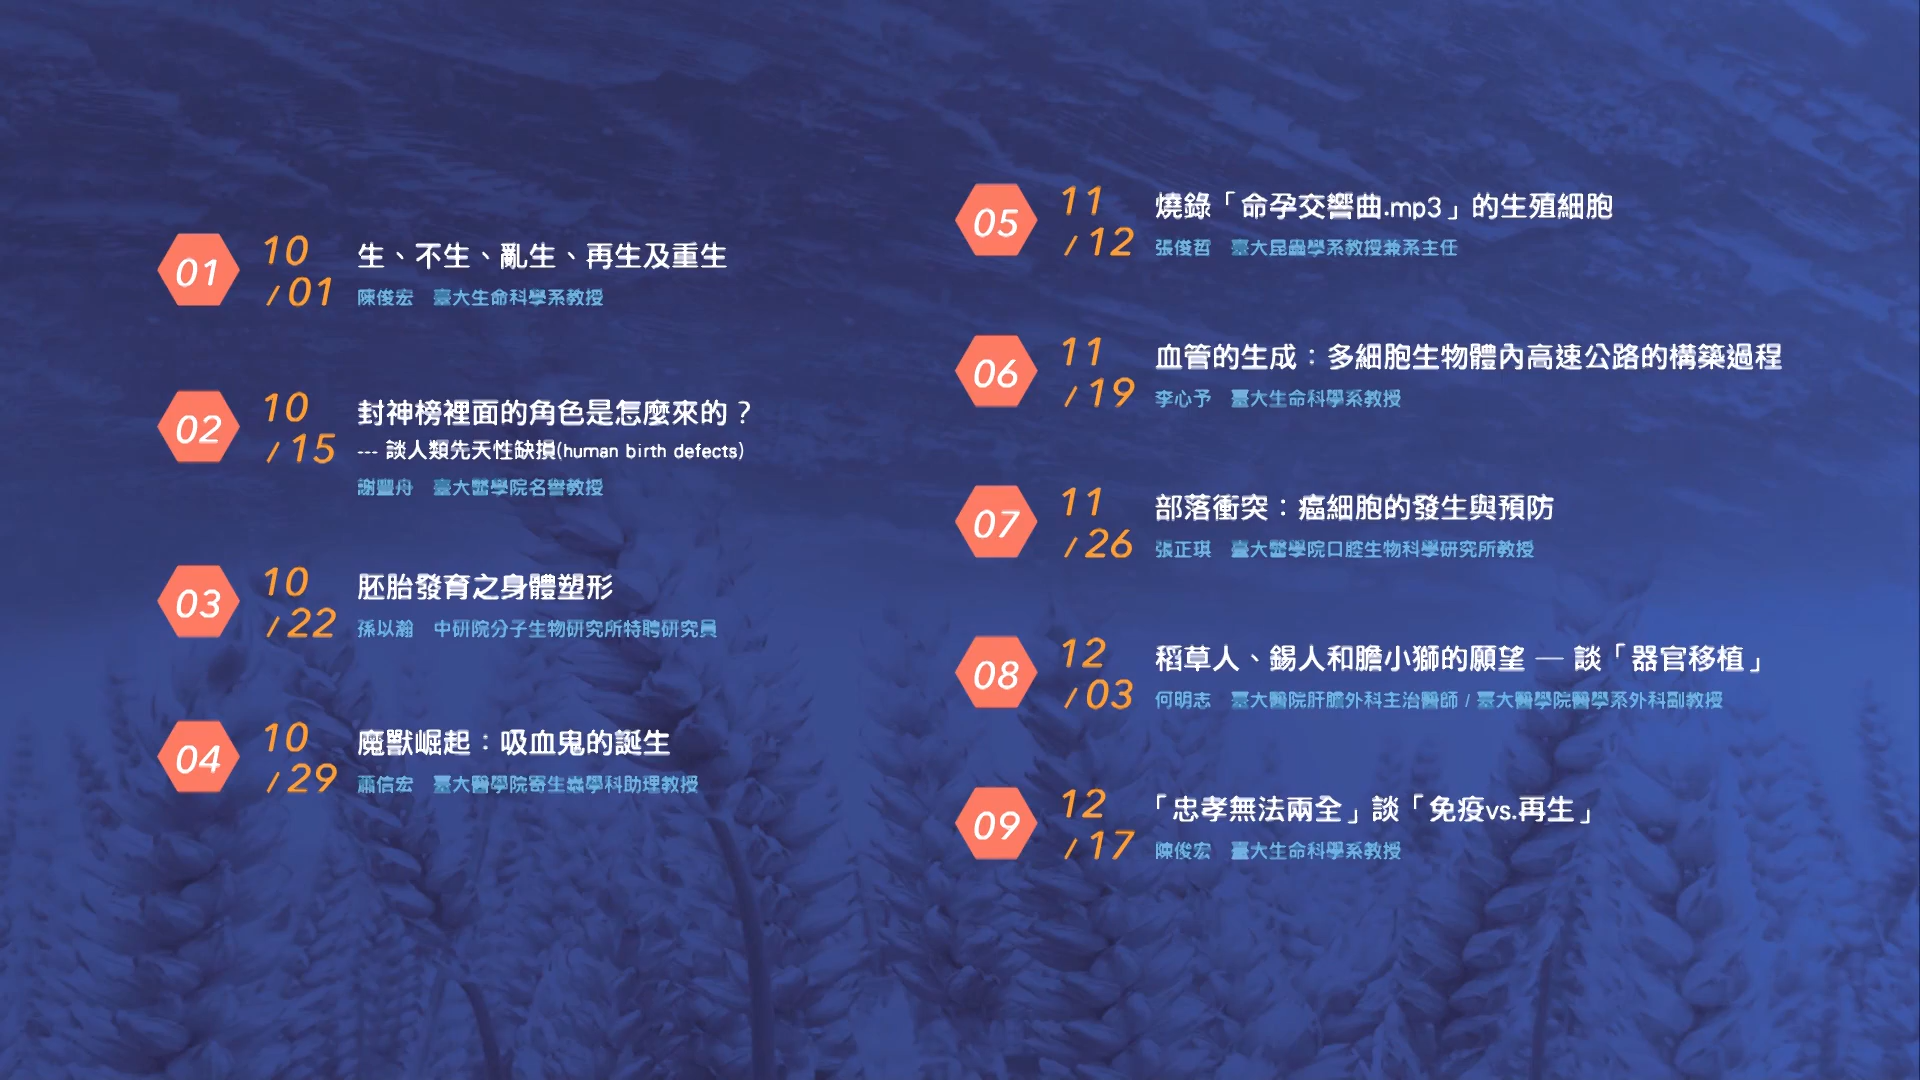 01
10
/01
生、不生、亂生、再生及重生
陳俊宏 臺大生命科學系教授
02
10
/15
封神榜裡面的角色是怎麼來的？
--- 談人類先天性缺損(human birth defects)
謝豐舟 臺大醫學院名譽教授
03
10
/22
胚胎發育之身體塑形
孫以瀚 中研院分子生物研究所特聘研究員
04
10
/29
魔獸崛起：吸血鬼的誕生
蕭信宏 臺大醫學院寄生蟲學科助理教授
05
11
/12
燒錄「命孕交響曲.mp3」的生殖細胞
張俊哲 臺大昆蟲學系教授兼系主任
06
11
/19
血管的生成：多細胞生物體內高速公路的構築過程
李心予 臺大生命科學系教授
07
11
/26
部落衝突：癌細胞的發生與預防
張正琪 臺大醫學院口腔生物科學研究所教授
08
12
/03
稻草人、錫人和膽小獅的願望 — 談「器官移植」
何明志 臺大醫院肝膽外科主治醫師 / 臺大醫學院醫學系外科副教授
09
12
/17
「忠孝無法兩全」談「免疫vs.再生」
陳俊宏 臺大生命科學系教授